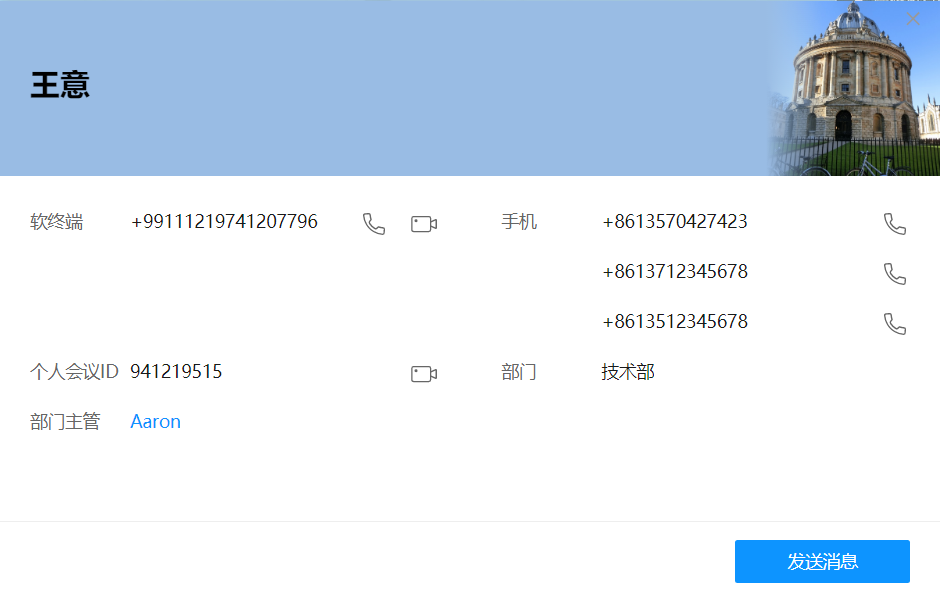 王意
软终端 +99111219741207796 手机 +8613570427423
+8613712345678
+8613512345678
个人会议ID 941219515 部门 技术部
部门主管 Aaron
发送消息